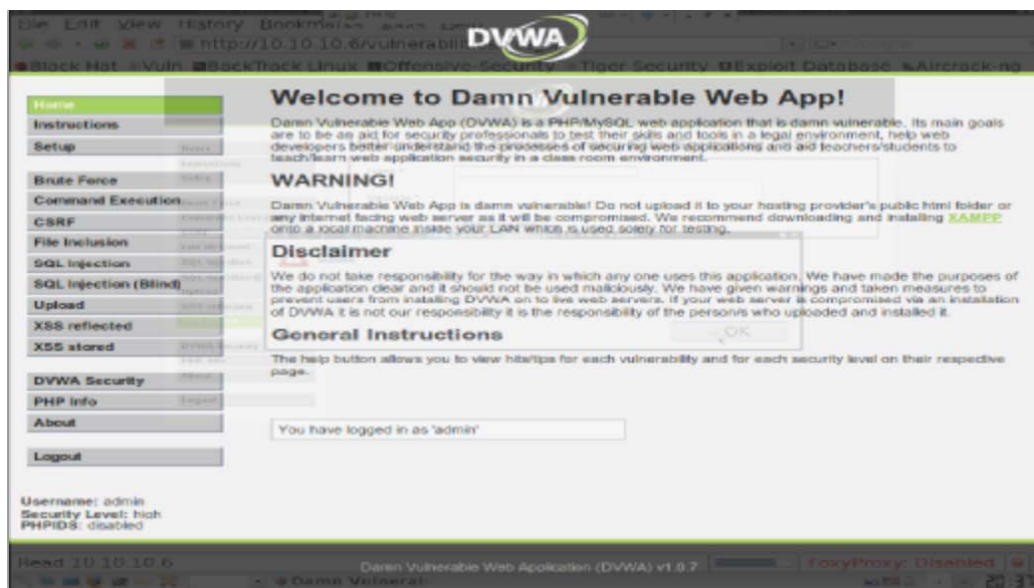 File Edit View History Bookmarks
http://10.10.10.6/vulnerabili
DVWA
Black Hat Vuln BackTrack Linux Offensive-Security Tiger Security Exploit Database Aircrack-ng
Home
Instructions
Setup
Brute Force
Command Execution
CSRF
File Inclusion
SQL Injection
SQL Injection (Blind)
Upload
XSS reflected
XSS stored
DVWA Security
PHP Info
About
Logout
Welcome to Damn Vulnerable Web App!
Damn Vulnerable Web App (DVWA) is a PHP/MySQL web application that is damn vulnerable. Its main goals
are to be an aid for security professionals to test their skills and tools in a legal environment, help web
developers better understand the processes of securing web applications and aid teachers/students to
teach/learn web application security in a class room environment.
WARNING!
Damn Vulnerable Web App is damn vulnerable! Do not upload it to your hosting provider's public html folder or
any internet facing web server as it will be compromised. We recommend downloading and installing XAMPP
onto a local machine inside your LAN which is used solely for testing.
Disclaimer
We do not take responsibility for the way in which any one uses this application. We have made the purposes of
the application clear and it should not be used maliciously. We have given warnings and taken measures to
prevent users from installing DVWA on to live web servers. If your web server is compromised via an installation
of DVWA it is not our responsibility it is the responsibility of the person/s who uploaded and installed it.
OK
General Instructions
The help button allows you to view hits/tips for each vulnerability and for each security level on their respective
page.
You have logged in as 'admin'
Username: admin
Security Level: high
PHPIDS: disabled
Read 10.10.10.6
Damn Vulnerable Web Application (DVWA) v1.0.7
FoxyProxy: Disabled
Damn Vulneral